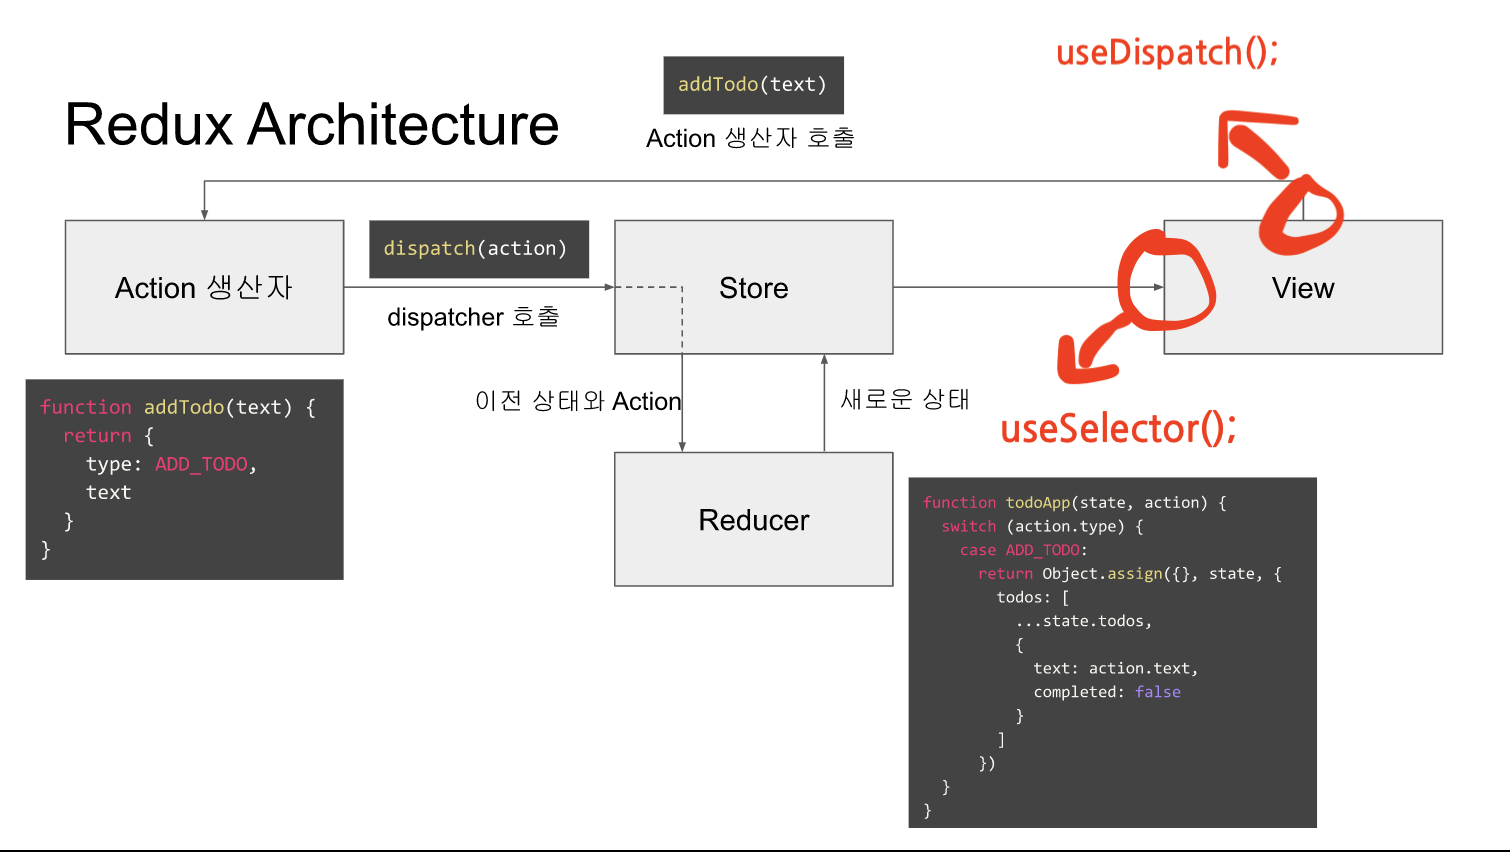 useDispatch();
addTodo(text)
Redux Architecture
Action 생산자 호출
dispatch(action)
Action 생산자
Store
View
dispatcher 호출
이전 상태와 Action
새로운 상태
useSelector();
function addTodo(text) {
  return {
    type: ADD_TODO,
    text
  }
}
Reducer
function todoApp(state, action) {
  switch (action.type) {
    case ADD_TODO:
      return Object.assign({}, state, {
        todos: [
          ...state.todos,
          {
            text: action.text,
            completed: false
          }
        ]
      })
  }
}